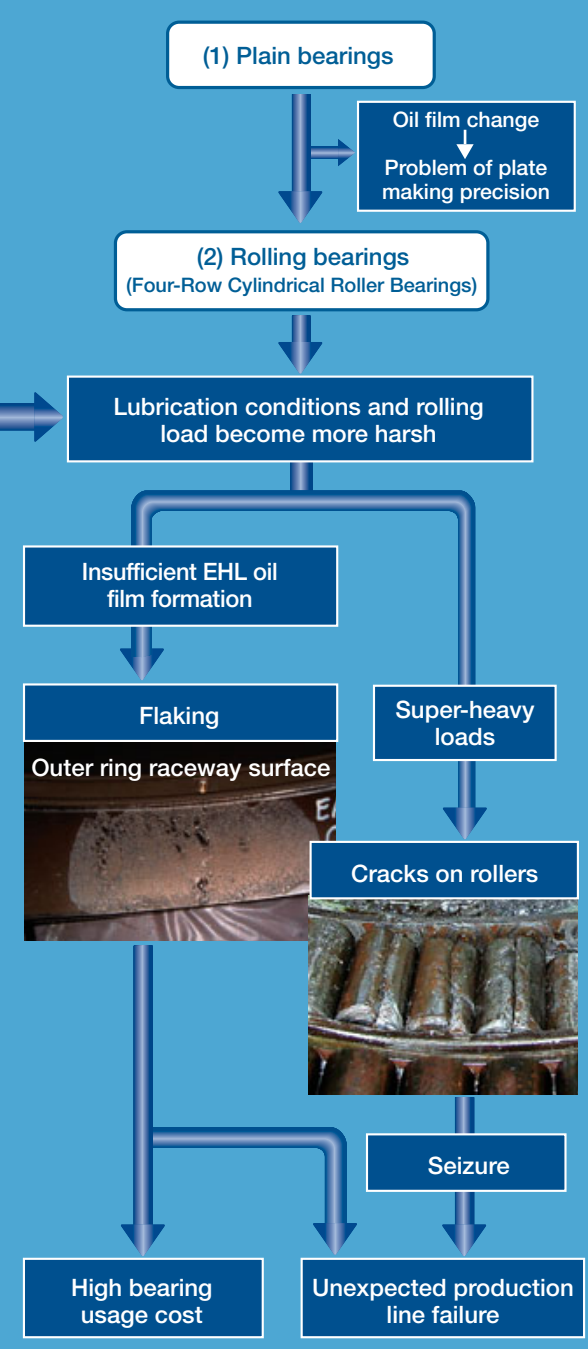 (1) Plain bearings
Oil film change
Problem of plate
making precision
(2) Rolling bearings
(Four-Row Cylindrical Roller Bearings)
Lubrication conditions and rolling
load become more harsh
Insufficient EHL oil
film formation
Flaking
Outer ring raceway surface
Super-heavy
loads
Cracks on rollers
Seizure
High bearing
usage cost
Unexpected production
line failure